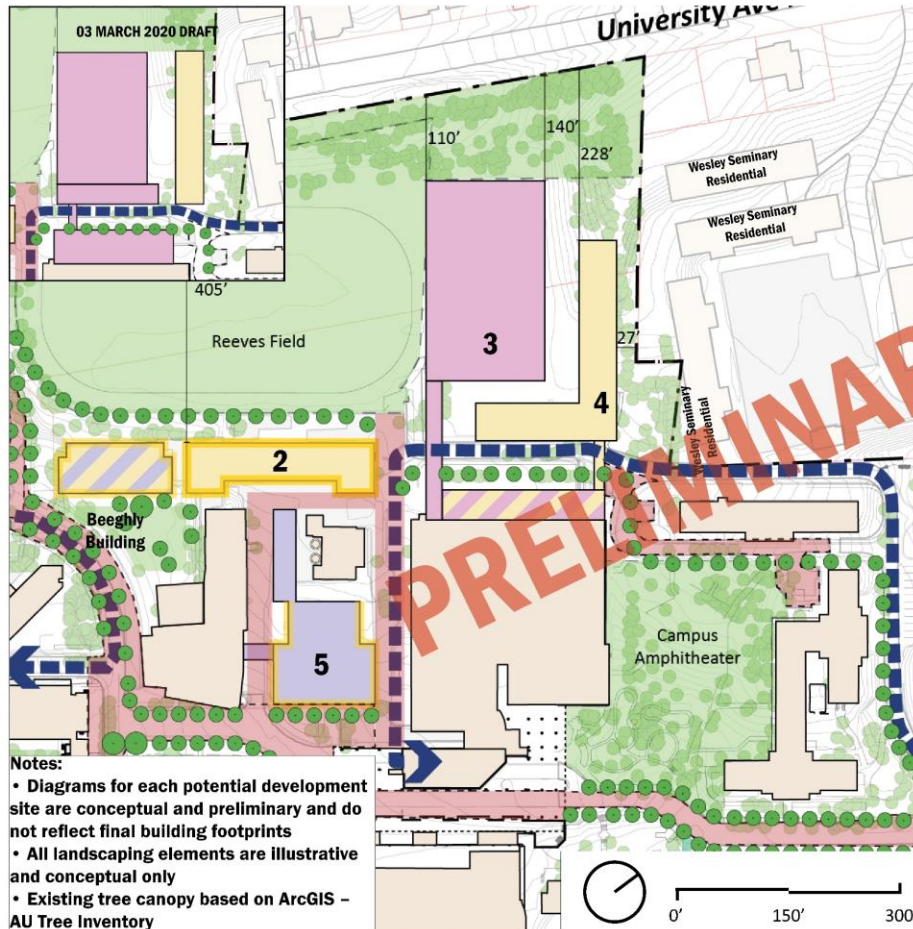 03 MARCH 2020 DRAFT
University Ave
110’
140’
228’
Wesley Seminary
Residential
Wesley Seminary
Residential
405’
Reeves Field
3
27’
4
Wesley Seminary
Residential
2
Beeghly
Building
PRELIMINAR
5
Campus
Amphitheater
Notes:
• Diagrams for each potential development
site are conceptual and preliminary and do
not reflect final building footprints
• All landscaping elements are illustrative
and conceptual only
• Existing tree canopy based on ArcGIS –
AU Tree Inventory
0’ 150’ 300